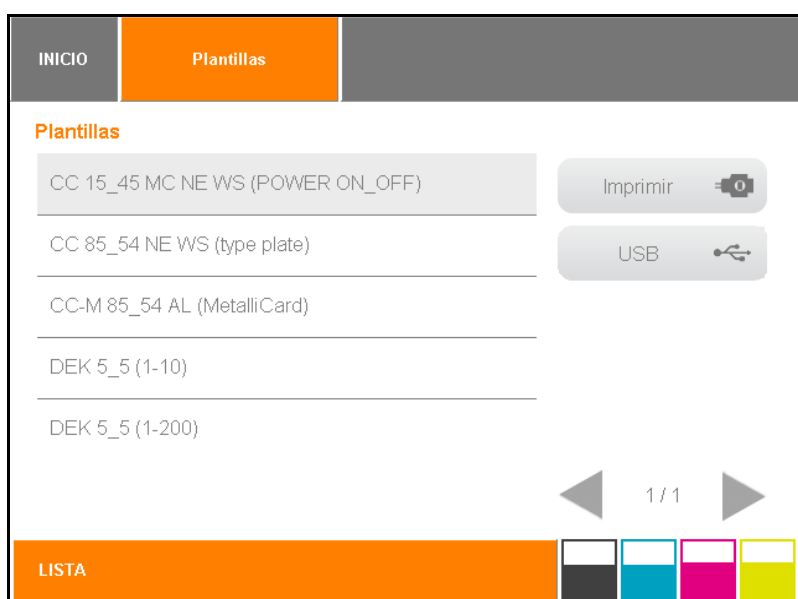 INICIO
Plantillas
Plantillas
CC 15_45 MC NE WS (POWER ON_OFF)
CC 85_54 NE WS (type plate)
CC-M 85_54 AL (MetalliCard)
DEK 5_5 (1-10)
DEK 5_5 (1-200)
Imprimir
USB
1 / 1
LISTA